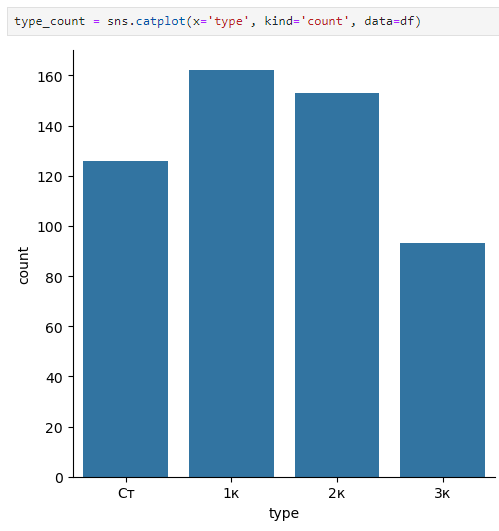 type_count = sns.catplot(x='type', kind='count', data=df)
160
140
120
100
80
60
40
20
0
count
Ст 1к 2к 3к
type